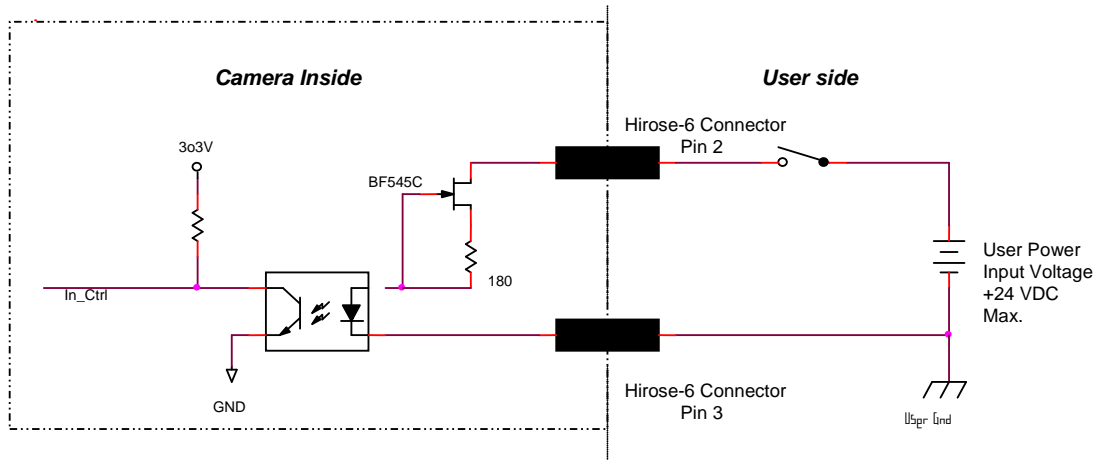 Camera Inside
User side
Hirose-6 Connector
Pin 2
3o3V
BF545C
180
In_Ctrl
User Power
Input Voltage
+24 VDC
Max.
GND
Hirose-6 Connector
Pin 3
User Gnd